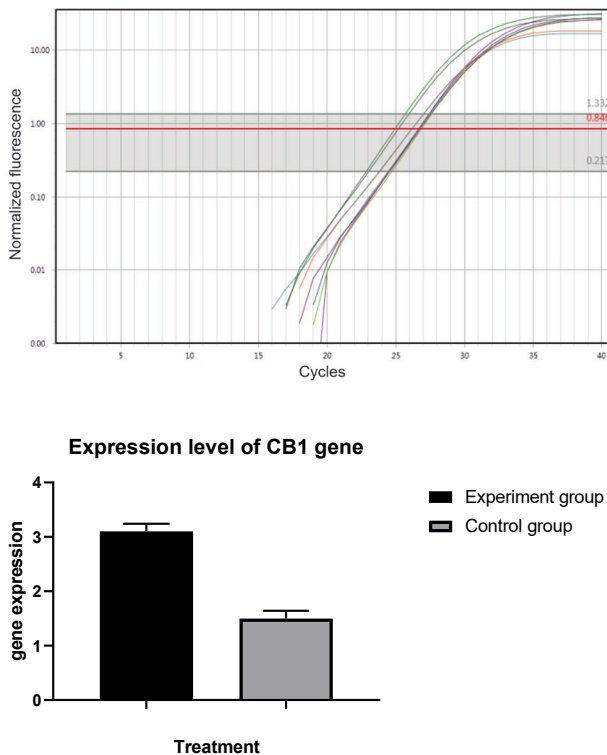 Normalized fluorescence
10.00
1.00
0.10
0.01
0.00
1.332
0.840
0.217
5 10 15 20 25 30 35 40
Cycles
Expression level of CB1 gene
gene expression
4
3
2
1
0
Treatment
Experiment group
Control group